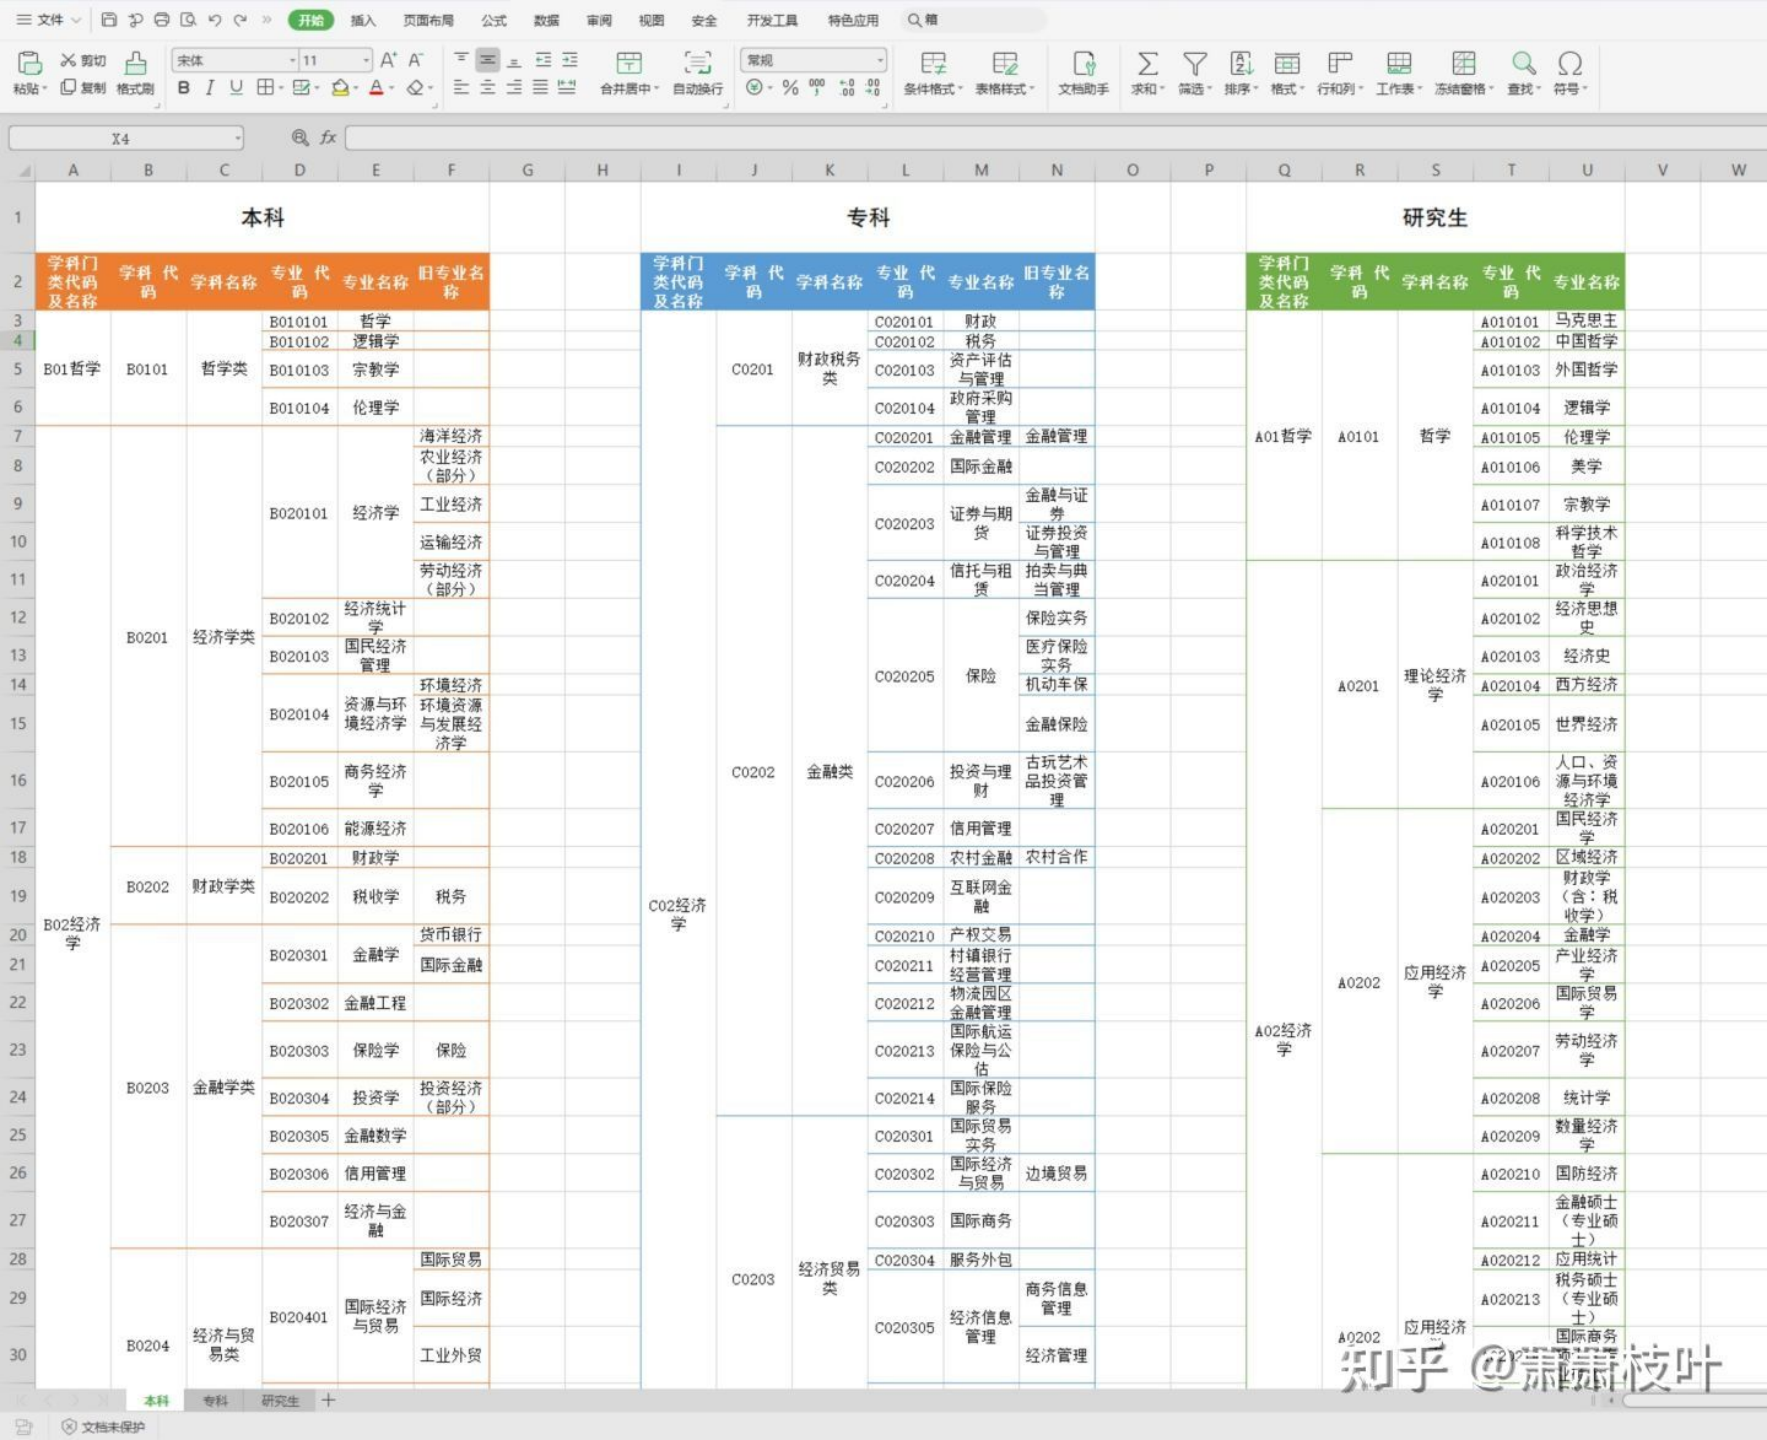 文件 开始 插入 页面布局 公式 数据 审阅 视图 安全 开发工具 特色应用 箱
剪切 宋体 11 常规
粘贴 复制 格式刷 合并居中 自动换行 条件格式 表格样式 文档助手 求和 筛选 排序 格式 行和列 工作表 冻结窗格 查找 符号
X4 fx
A B C D E F G H I J K L M N O P Q R S T U V W
1 本科 专科 研究生
2
学科门类代码及名称 学科 代码 学科名称 专业 代码 专业名称 旧专业名称
学科门类代码及名称 学科 代码 学科名称 专业 代码 专业名称 旧专业名称
学科门类代码及名称 学科 代码 学科名称 专业 代码 专业名称
3 B010101 哲学 C020101 财政 A010101 马克思主
4 B010102 逻辑学 C020102 税务 A010102 中国哲学
5 B01哲学 B0101 哲学类 B010103 宗教学 C0201 财政税务类 C020103 资产评估与管理 A010103 外国哲学
6 B010104 伦理学 C020104 政府采购管理 A010104 逻辑学
7 海洋经济 C020201 金融管理 金融管理 A01哲学 A0101 哲学 A010105 伦理学
8 农业经济（部分） C020202 国际金融 A010106 美学
9 B020101 经济学 工业经济 C020203 证券与期货 金融与证券 A010107 宗教学
10 运输经济 证券投资与管理 A010108 科学技术哲学
11 劳动经济（部分） C020204 信托与租赁 拍卖与典当管理 A020101 政治经济学
12 B020102 经济统计学 保险实务 A020102 经济思想史
13 B0201 经济学类 B020103 国民经济管理 C020205 保险 医疗保险实务 A020103 经济史
14 环境经济 机动车保 A0201 理论经济学 A020104 西方经济
15 B020104 资源与环境经济学 环境资源与发展经济学 金融保险 A020105 世界经济
16 B020105 商务经济学 C0202 金融类 C020206 投资与理财 古玩艺术品投资管理 A020106 人口、资源与环境经济学
17 B020106 能源经济 C020207 信用管理 A020201 国民经济学
18 B020201 财政学 C020208 农村金融 农村合作 A020202 区域经济
19 B0202 财政学类 B020202 税收学 税务 C02经济学 C020209 互联网金融 A020203 财政学（含：税收学）
20 B02经济学 货币银行 C020210 产权交易 A020204 金融学
21 B020301 金融学 国际金融 C020211 村镇银行经营管理 A020205 产业经济学
22 B020302 金融工程 C020212 物流园区金融管理 A0202 应用经济学 A020206 国际贸易学
23 B020303 保险学 保险 C020213 国际航运保险与公估 A02经济学 A020207 劳动经济学
24 B0203 金融学类 B020304 投资学 投资经济（部分） C020214 国际保险服务 A020208 统计学
25 B020305 金融数学 C020301 国际贸易实务 A020209 数量经济学
26 B020306 信用管理 C020302 国际经济与贸易 边境贸易 A020210 国防经济
27 B020307 经济与金融 C020303 国际商务 A020211 金融硕士（专业硕士）
28 国际贸易 C020304 服务外包 A020212 应用统计
29 B020401 国际经济与贸易 国际经济 C0203 经济贸易类 C020305 经济信息管理 商务信息管理 A020213 税务硕士（专业硕士）
30 B0204 经济与贸易类 工业外贸 经济管理 A0202 应用经济 国际商务
知乎 @萧萧枝叶
本科 专科 研究生 +
文档未保护